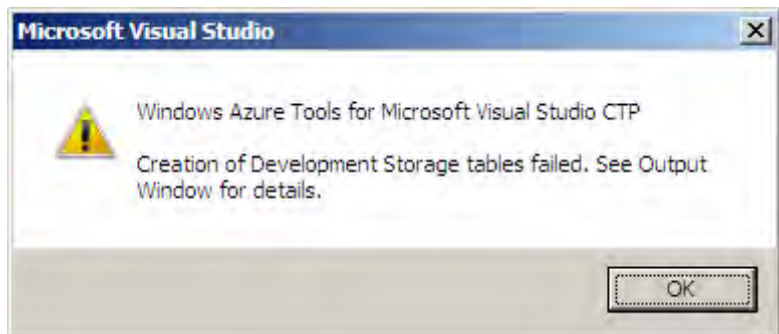 Microsoft Visual Studio
Windows Azure Tools for Microsoft Visual Studio CTP
Creation of Development Storage tables failed. See Output
Window for details.
OK